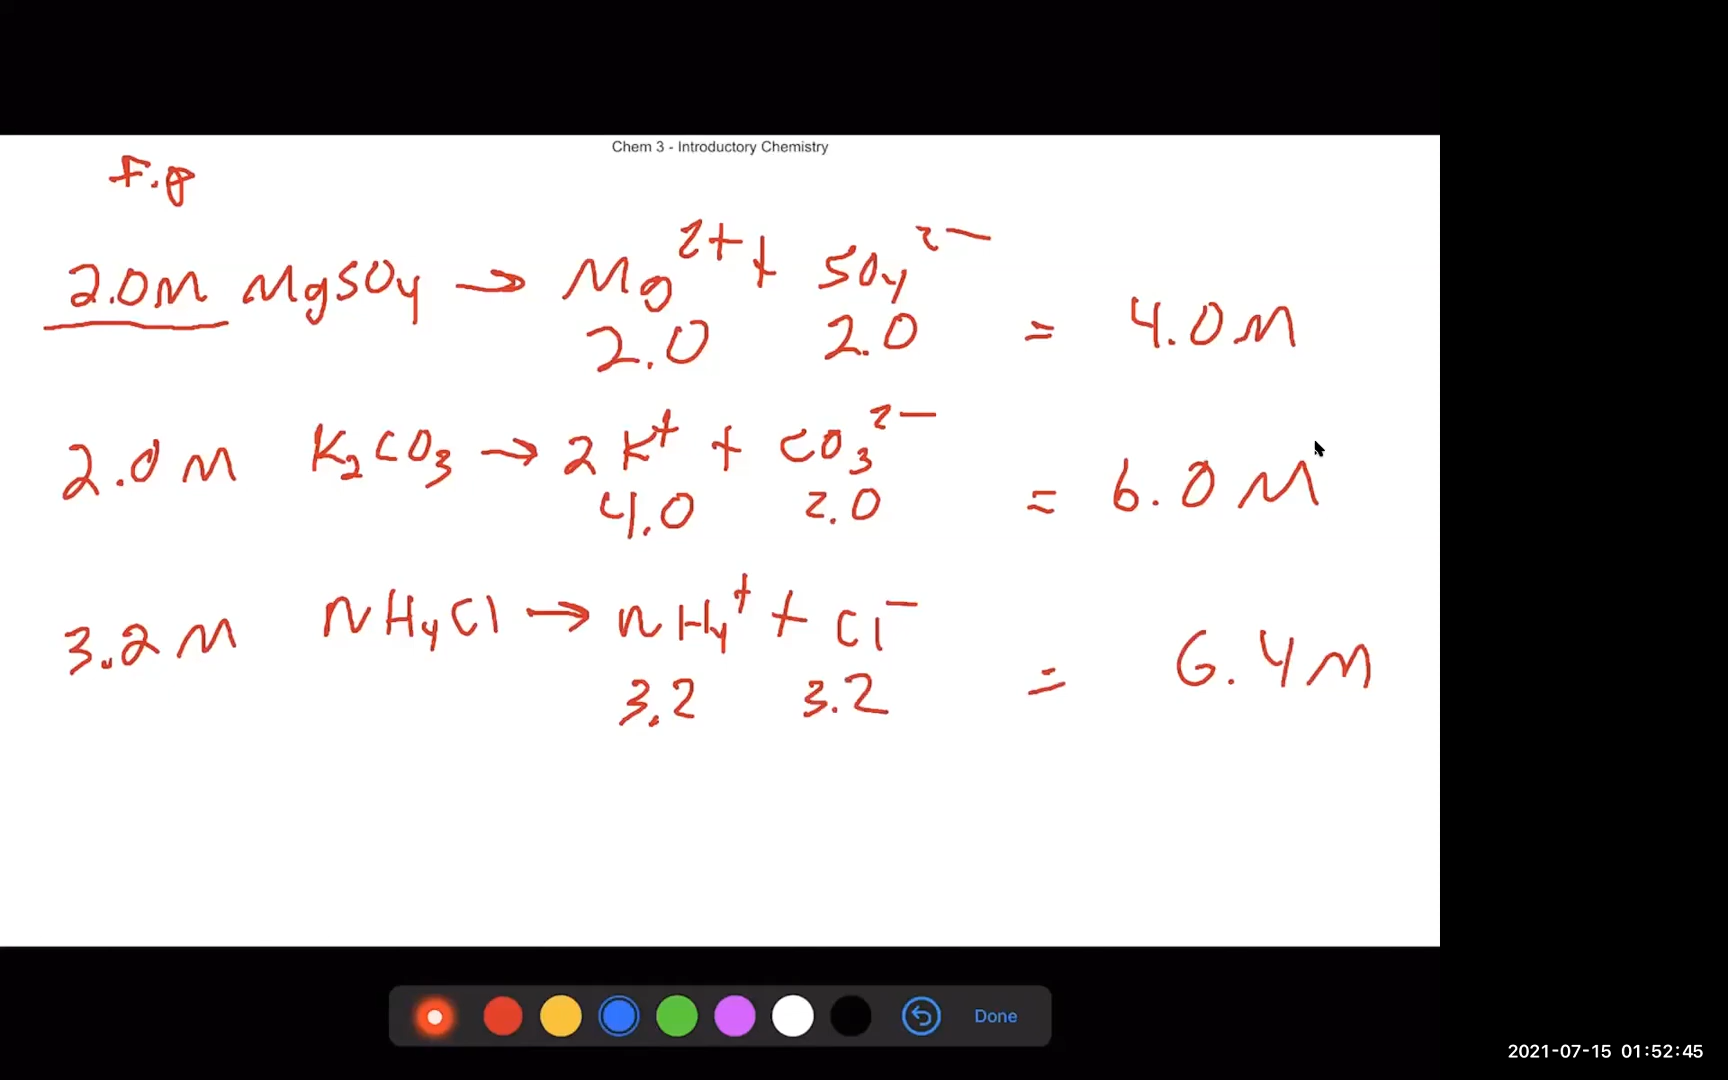 Chem 3 - Introductory Chemistry
F.p
2.0M MgSO4 → Mg2+ + SO42−
2.0 2.0 = 4.0M
2.0 M K2CO3 → 2 K+ + CO32−
4.0 2.0 = 6.0 M
3.2 M NH4Cl → NH4+ + Cl−
3.2 3.2 = 6.4M
Done
2021-07-15 01:52:45